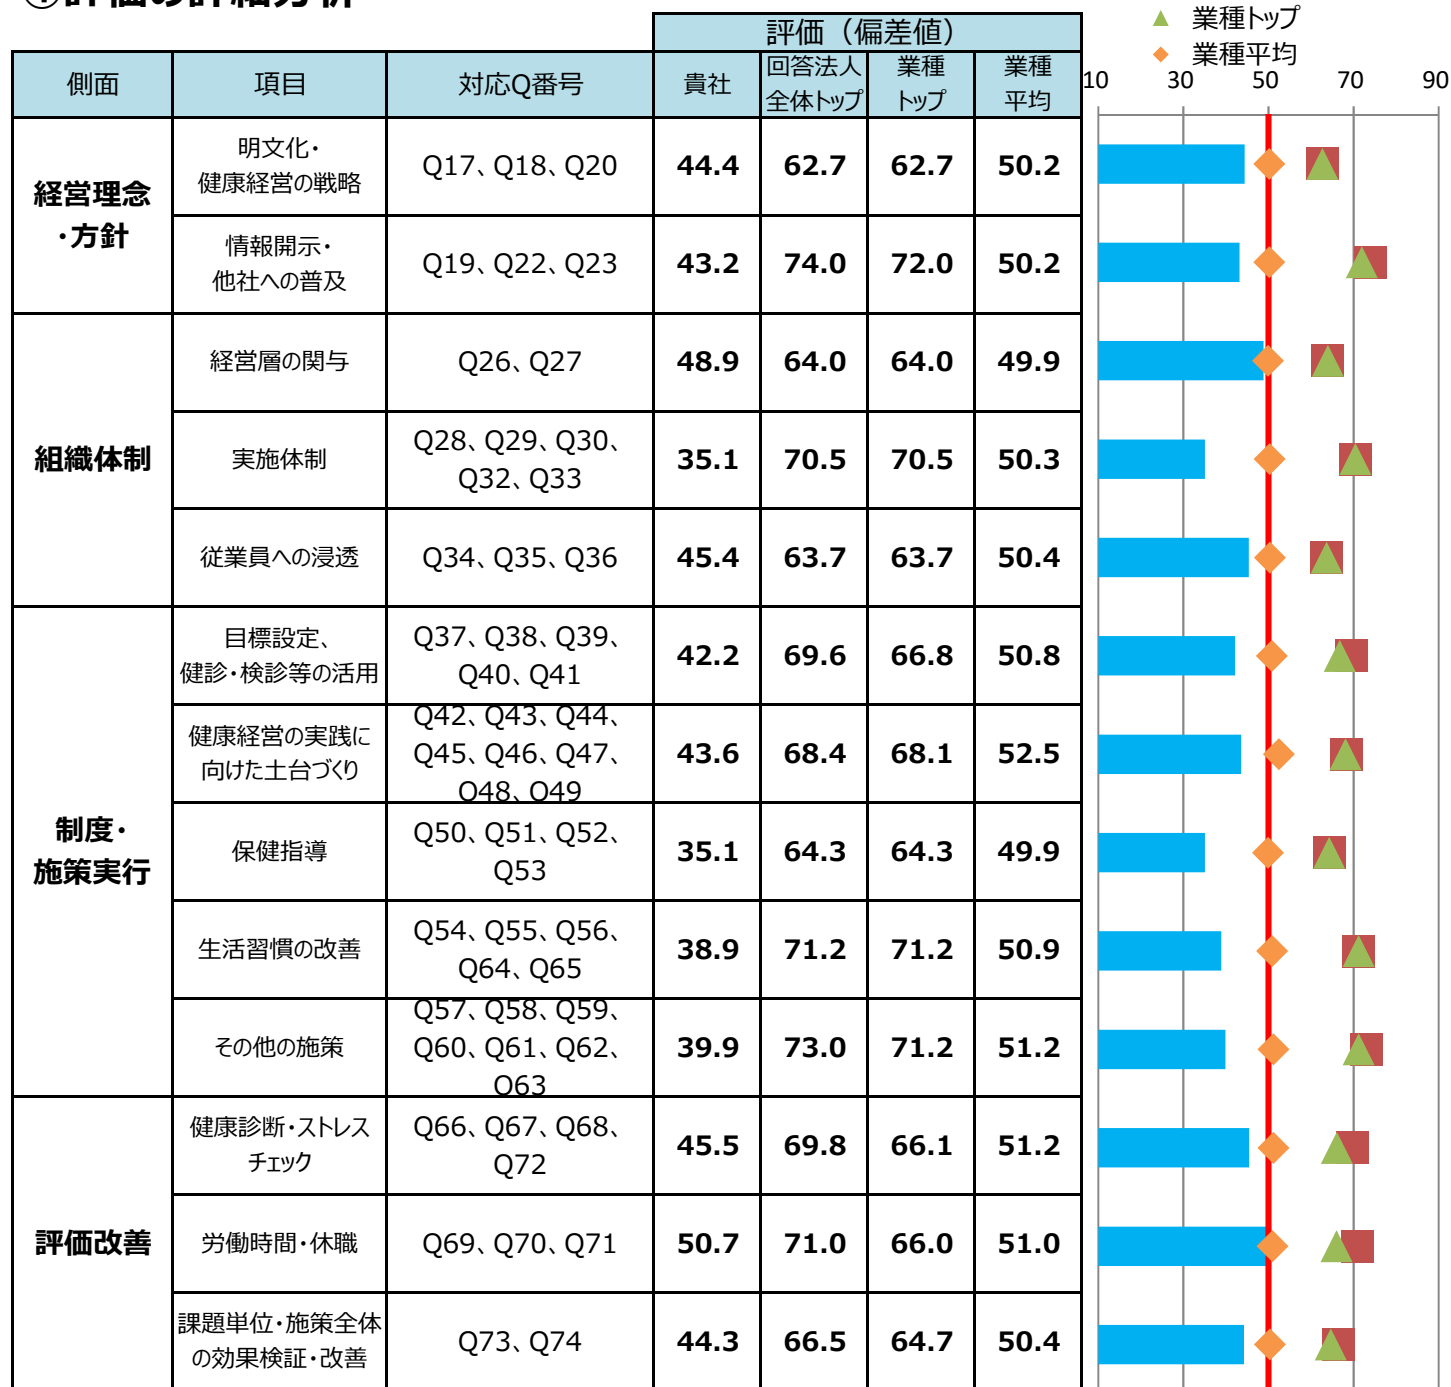 ①評価の詳細分析
▲ 業種トップ
◆ 業種平均
評価（偏差値）
側面 項目 対応Q番号 貴社 回答法人 業種 業種
全体トップ トップ 平均
10 30 50 70 90
経営理念
・方針
明文化・
健康経営の戦略
Q17、Q18、Q20 44.4 62.7 62.7 50.2
情報開示・
他社への普及
Q19、Q22、Q23 43.2 74.0 72.0 50.2
組織体制
経営層の関与 Q26、Q27 48.9 64.0 64.0 49.9
実施体制
Q28、Q29、Q30、
Q32、Q33
35.1 70.5 70.5 50.3
従業員への浸透 Q34、Q35、Q36 45.4 63.7 63.7 50.4
制度・
施策実行
目標設定、
健診・検診等の活用
Q37、Q38、Q39、
Q40、Q41
42.2 69.6 66.8 50.8
健康経営の実践に
向けた土台づくり
Q42、Q43、Q44、
Q45、Q46、Q47、
Q48、Q49
43.6 68.4 68.1 52.5
保健指導
Q50、Q51、Q52、
Q53
35.1 64.3 64.3 49.9
生活習慣の改善
Q54、Q55、Q56、
Q64、Q65
38.9 71.2 71.2 50.9
その他の施策
Q57、Q58、Q59、
Q60、Q61、Q62、
Q63
39.9 73.0 71.2 51.2
評価改善
健康診断・ストレス
チェック
Q66、Q67、Q68、
Q72
45.5 69.8 66.1 51.2
労働時間・休職 Q69、Q70、Q71 50.7 71.0 66.0 51.0
課題単位・施策全体
の効果検証・改善
Q73、Q74 44.3 66.5 64.7 50.4